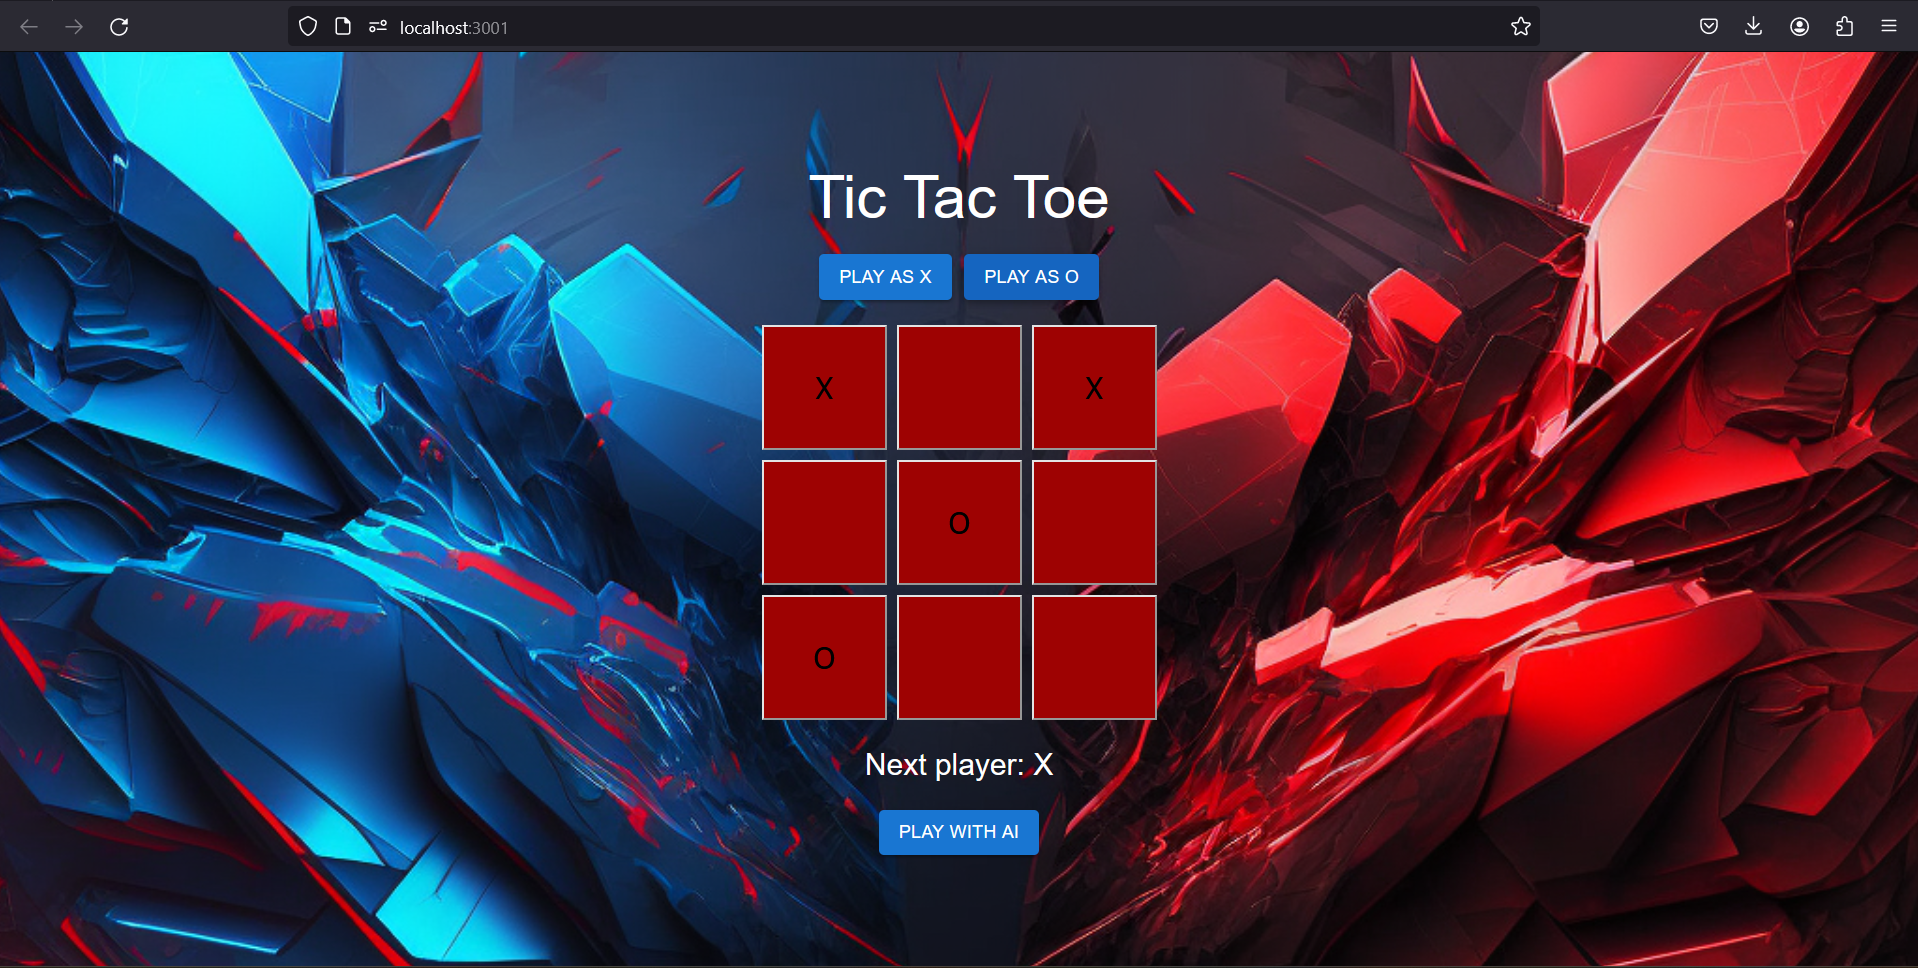 localhost:3001
Tic Tac Toe
PLAY AS X PLAY AS O
X X
O
O
Next player: X
PLAY WITH AI